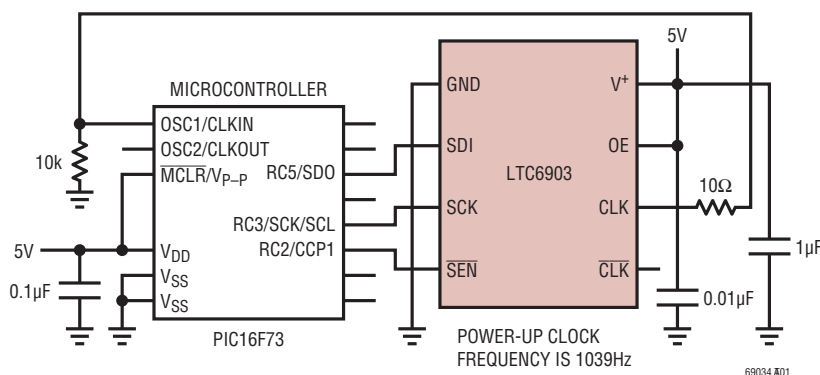 5V
MICROCONTROLLER
OSC1/CLKIN
OSC2/CLKOUT
MCLR/VP–P
RC5/SDO
RC3/SCK/SCL
RC2/CCP1
VDD
VSS
VSS
PIC16F73
10k
5V
0.1µF
GND
SDI
SCK
SEN
LTC6903
V+
OE
CLK
CLK
10Ω
1µF
0.01µF
POWER-UP CLOCK
FREQUENCY IS 1039Hz